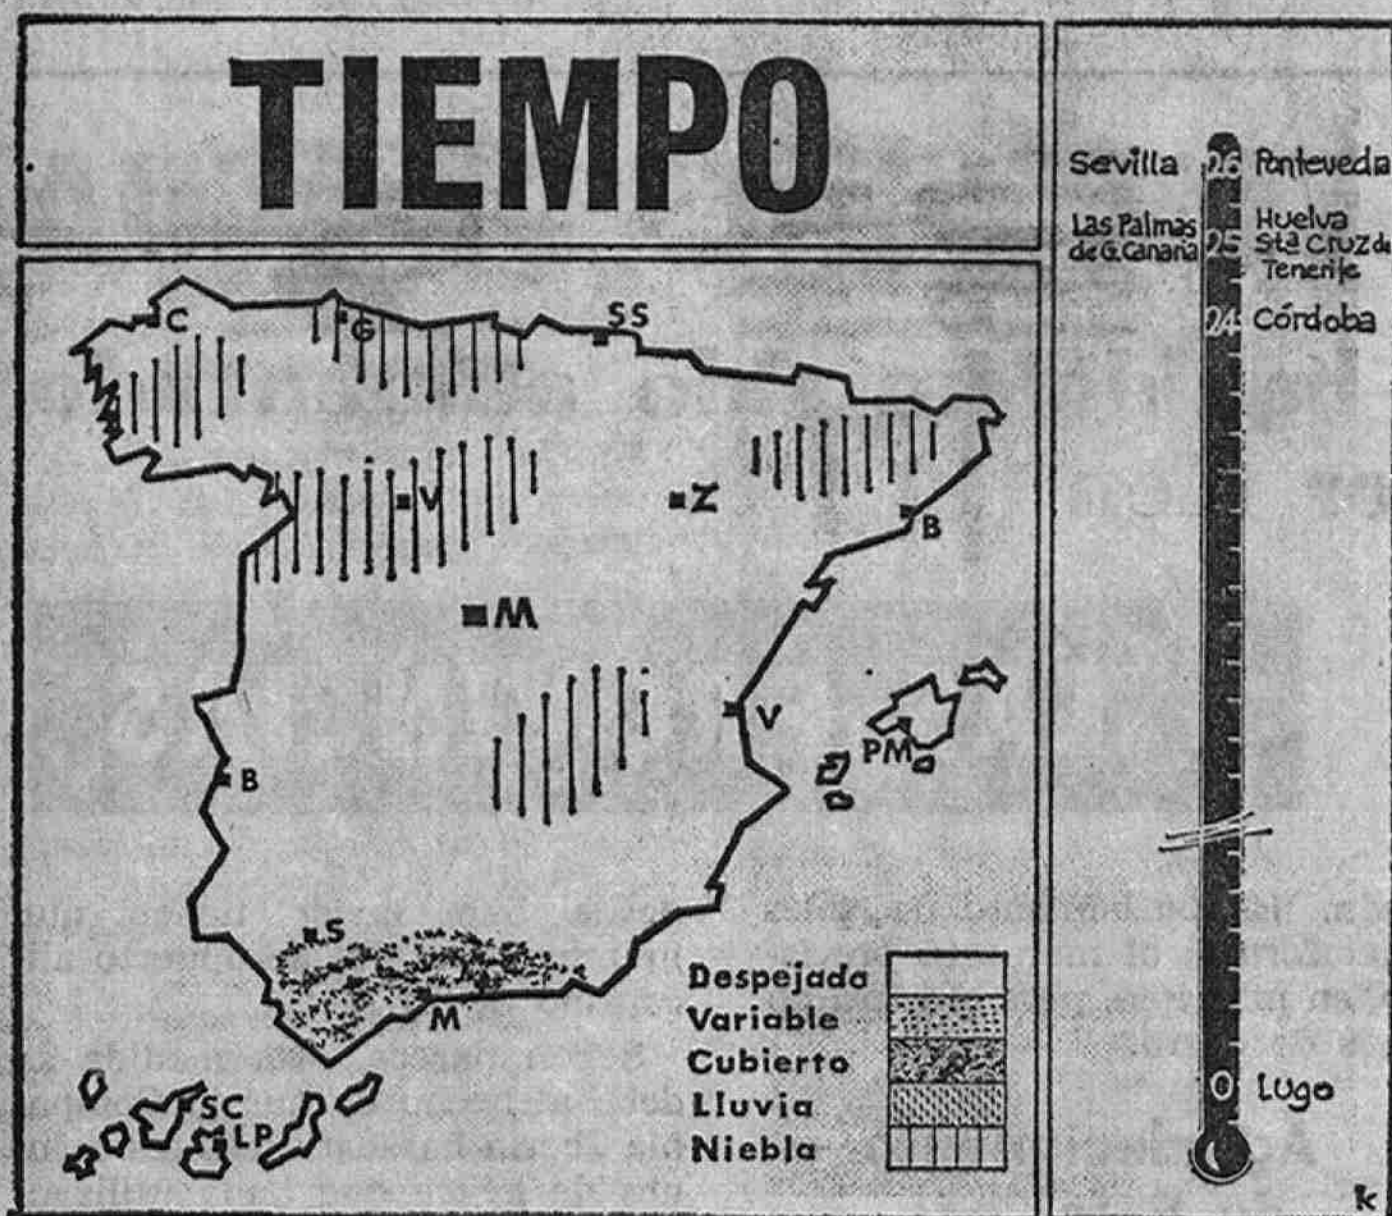 TIEMPO
C
G
SS
V
Z
B
M
V
PM
B
S
M
SC
LP
Despejado
Variable
Cubierto
Lluvia
Niebla
Sevilla 26 Pontevedra
Las Palmas de G. Canaria 25 Huelva Sta Cruz de Tenerife
24 Córdoba
0 Lugo
k